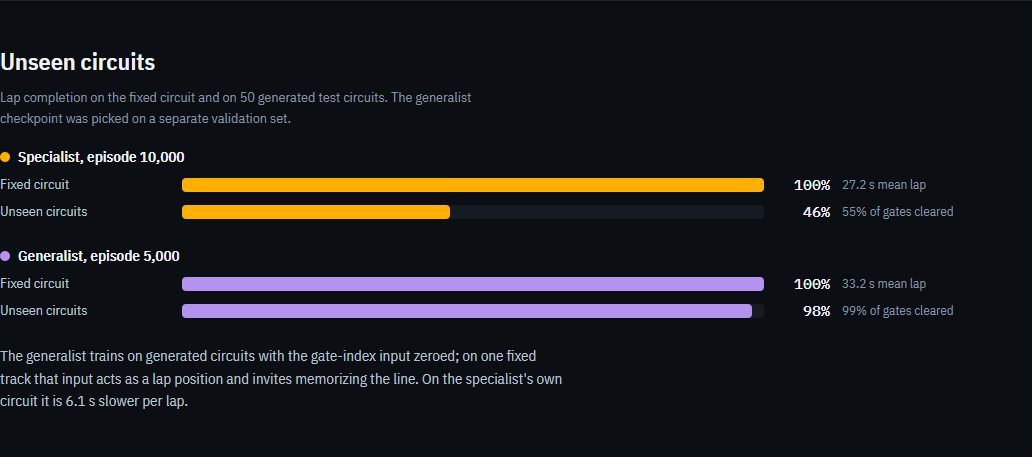 Unseen circuits
Lap completion on the fixed circuit and on 50 generated test circuits. The generalist
checkpoint was picked on a separate validation set.
Specialist, episode 10,000
Fixed circuit 100% 27.2 s mean lap
Unseen circuits 46% 55% of gates cleared
Generalist, episode 5,000
Fixed circuit 100% 33.2 s mean lap
Unseen circuits 98% 99% of gates cleared
The generalist trains on generated circuits with the gate-index input zeroed; on one fixed
track that input acts as a lap position and invites memorizing the line. On the specialist's own
circuit it is 6.1 s slower per lap.